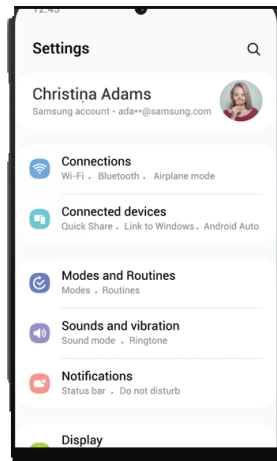 12:45
Settings
Christina Adams
Samsung account • ada**@samsung.com
Connections
Wi-Fi • Bluetooth • Airplane mode
Connected devices
Quick Share • Link to Windows • Android Auto
Modes and Routines
Modes • Routines
Sounds and vibration
Sound mode • Ringtone
Notifications
Status bar • Do not disturb
Display